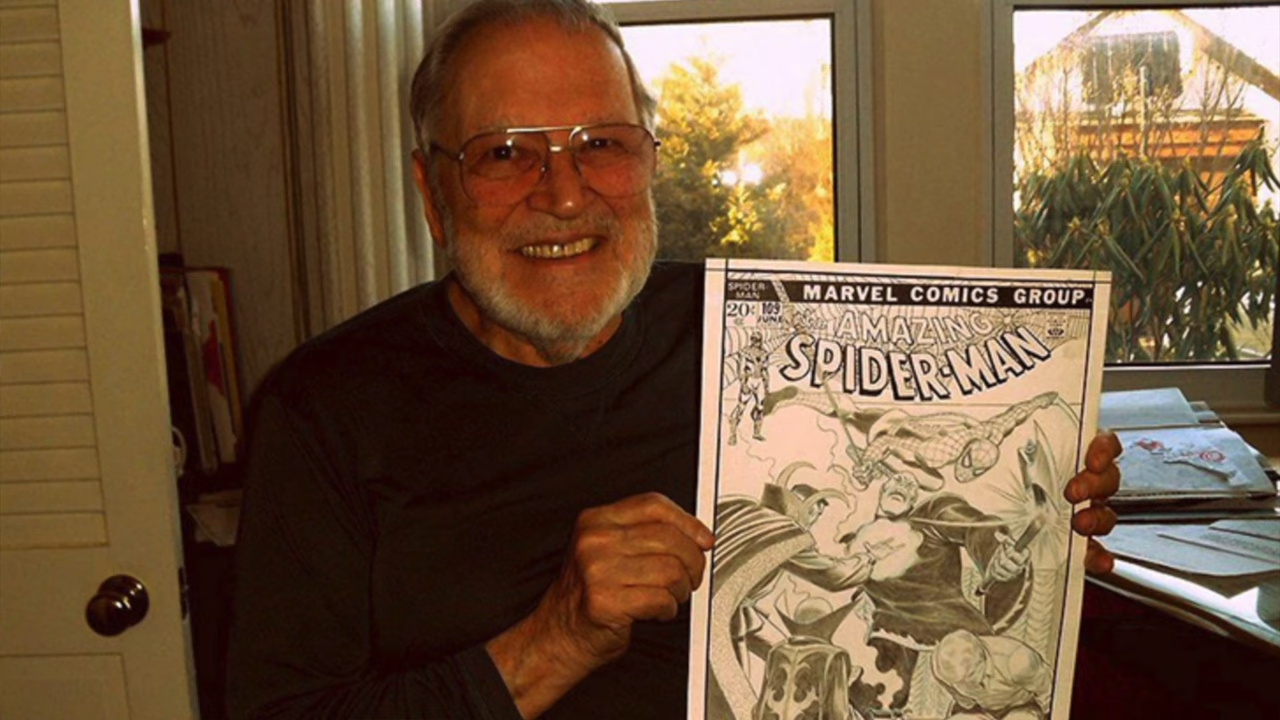 SPIDER-
MAN
MARVEL COMICS GROUP
20¢ 109
JUNE
THE AMAZING
SPIDER-MAN